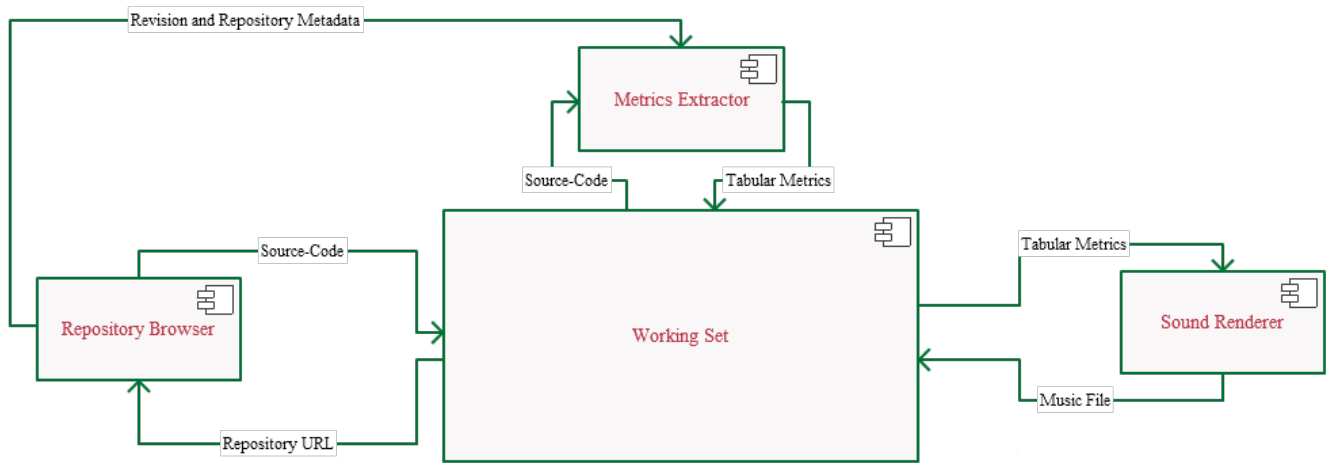 Revision and Repository Metadata
Metrics Extractor
Source-Code
Tabular Metrics
Source-Code
Tabular Metrics
Repository Browser
Working Set
Sound Renderer
Music File
Repository URL